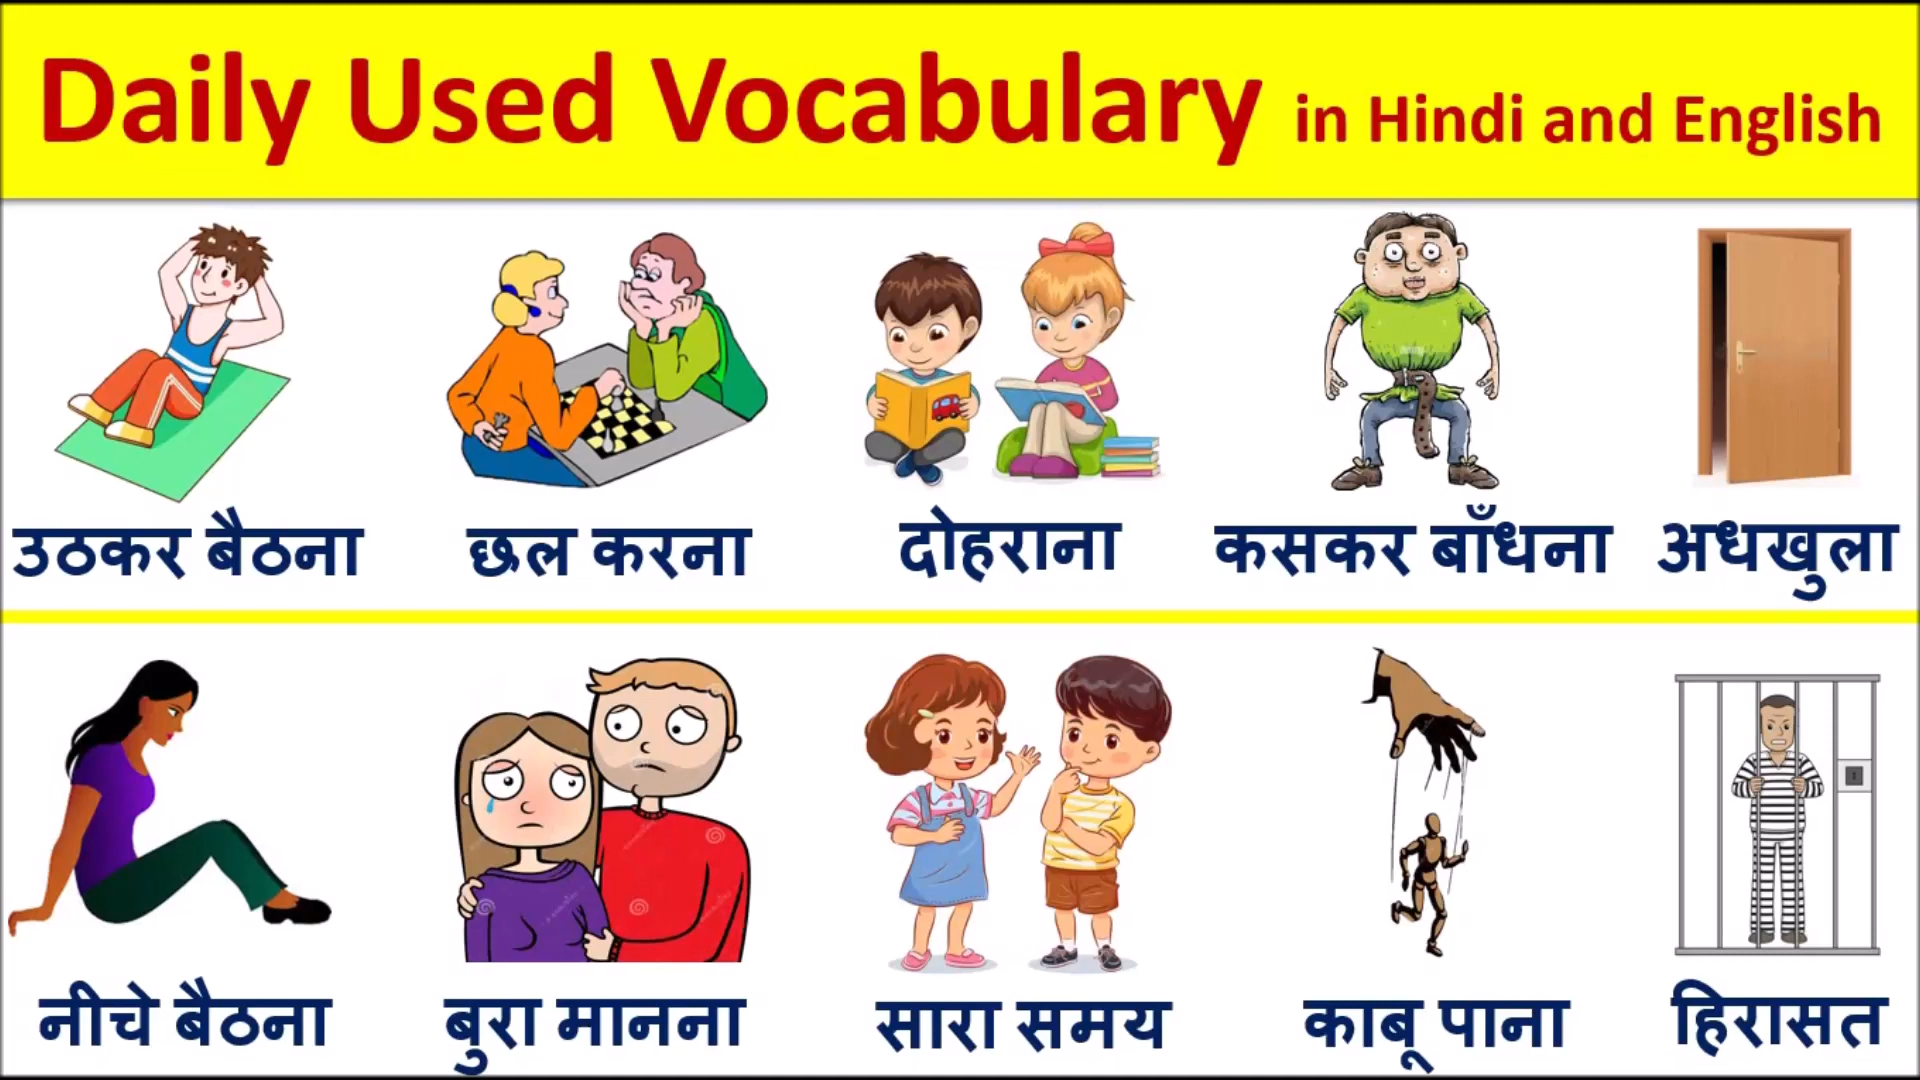 Daily Used Vocabulary in Hindi and English
उठकर बैठना
छल करना
दोहराना
कसकर बाँधना
अधखुला
नीचे बैठना
बुरा मानना
सारा समय
काबू पाना
हिरासत